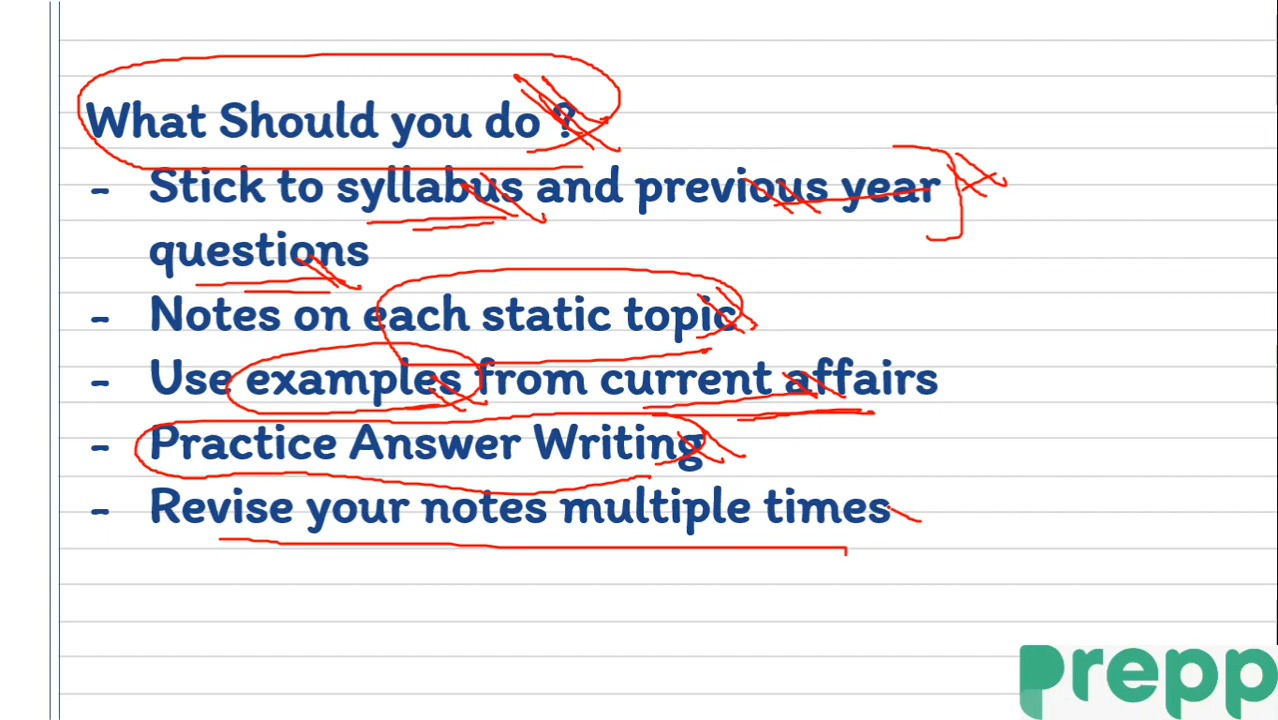 What Should you do ?
- Stick to syllabus and previous year
questions
- Notes on each static topic
- Use examples from current affairs
- Practice Answer Writing
- Revise your notes multiple times
prepp